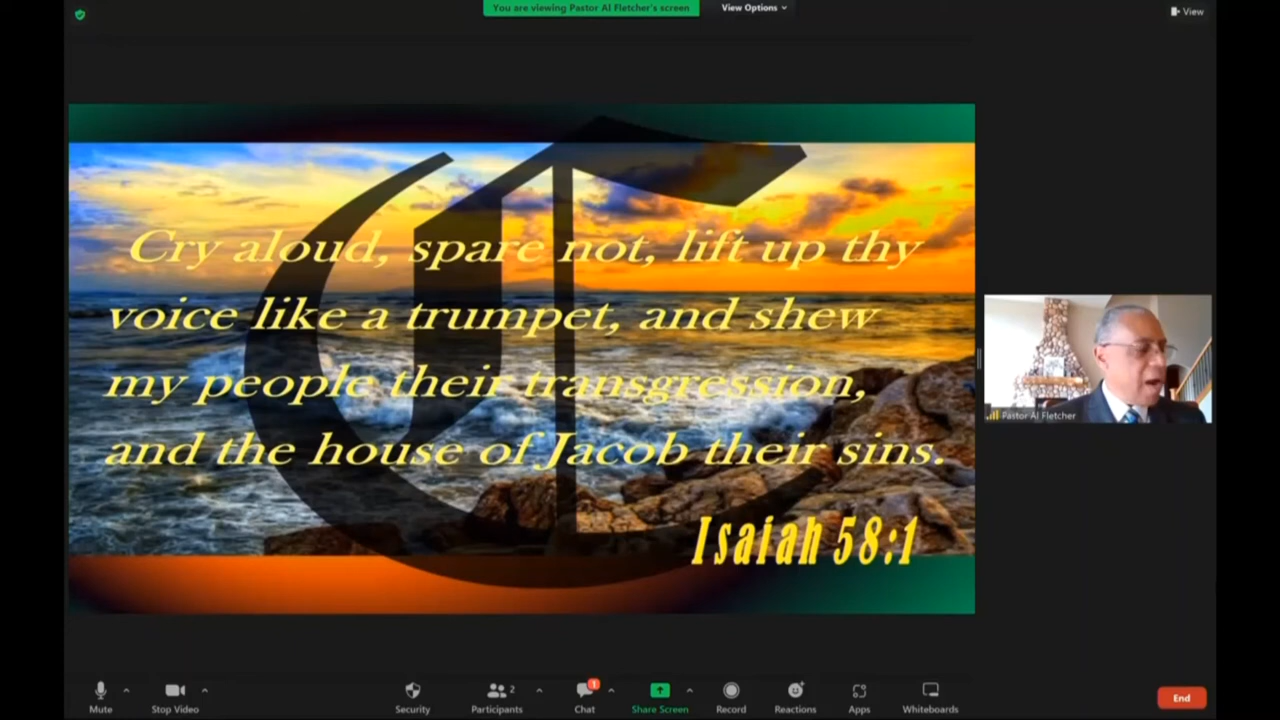 You are viewing Pastor Al Fletcher's screen
View Options
View
Cry aloud, spare not, lift up thy
voice like a trumpet, and shew
my people their transgression,
and the house of Jacob their sins.
Isaiah 58:1
C
Pastor Al Fletcher
Mute
Stop Video
Security
Participants
2
Chat
1
Share Screen
Record
Reactions
Apps
Whiteboards
End